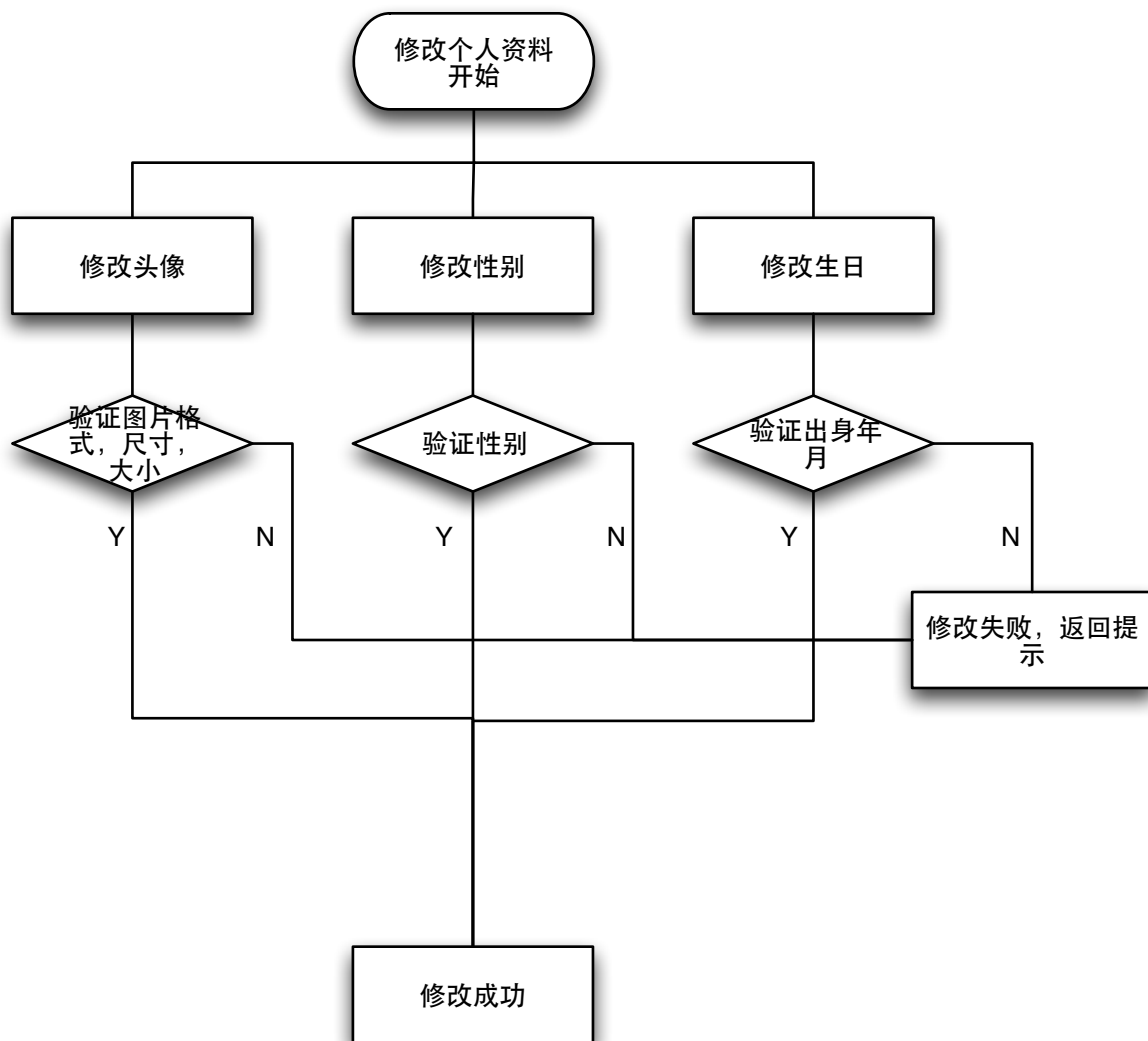 修改个人资料
开始
修改头像
修改性别
修改生日
验证图片格
式，尺寸，
大小
验证性别
验证出身年
月
Y
N
Y
N
Y
N
修改失败，返回提
示
修改成功